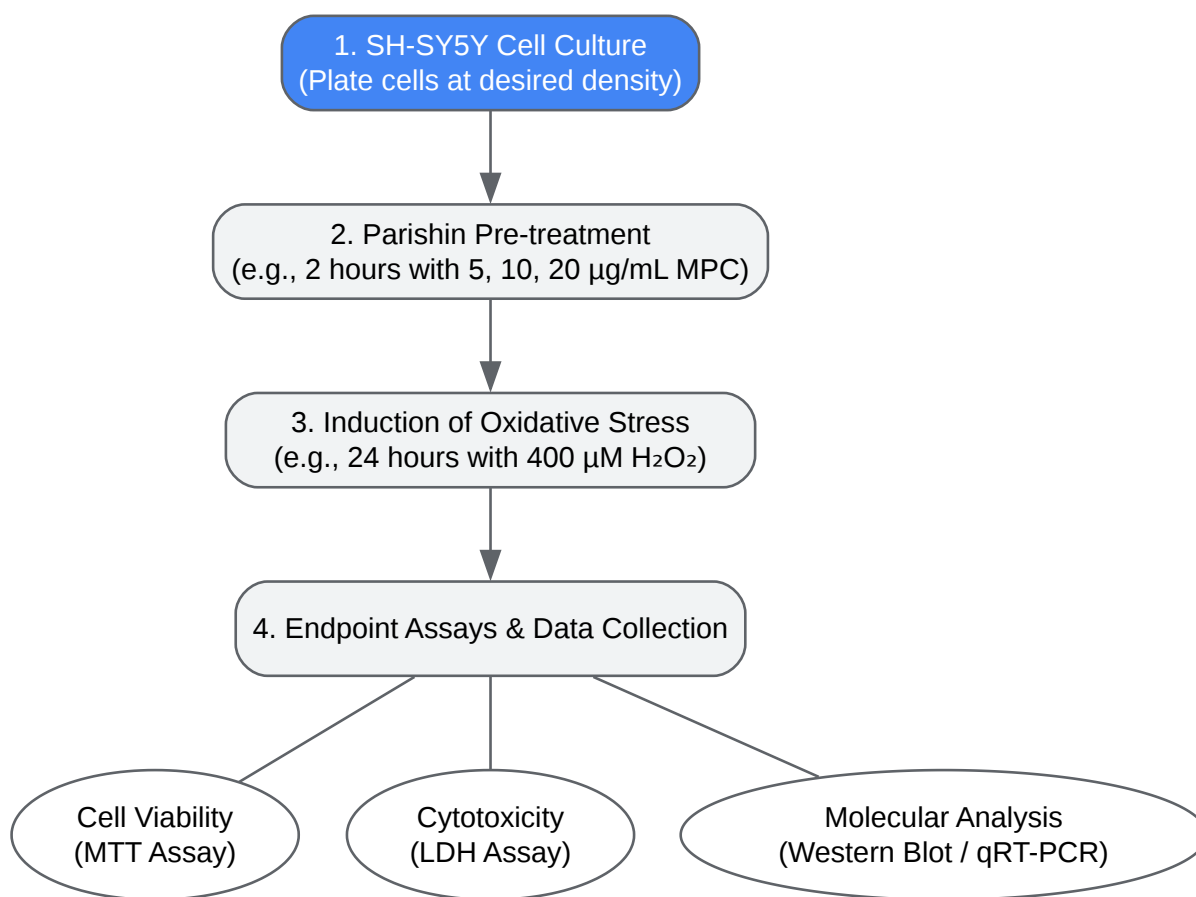 1. SH-SY5Y Cell Culture
(Plate cells at desired density)
2. Parishin Pre-treatment
(e.g., 2 hours with 5, 10, 20 µg/mL MPC)
3. Induction of Oxidative Stress
(e.g., 24 hours with 400 µM H₂O₂)
4. Endpoint Assays & Data Collection
Cell Viability
(MTT Assay)
Cytotoxicity
(LDH Assay)
Molecular Analysis
(Western Blot / qRT-PCR)